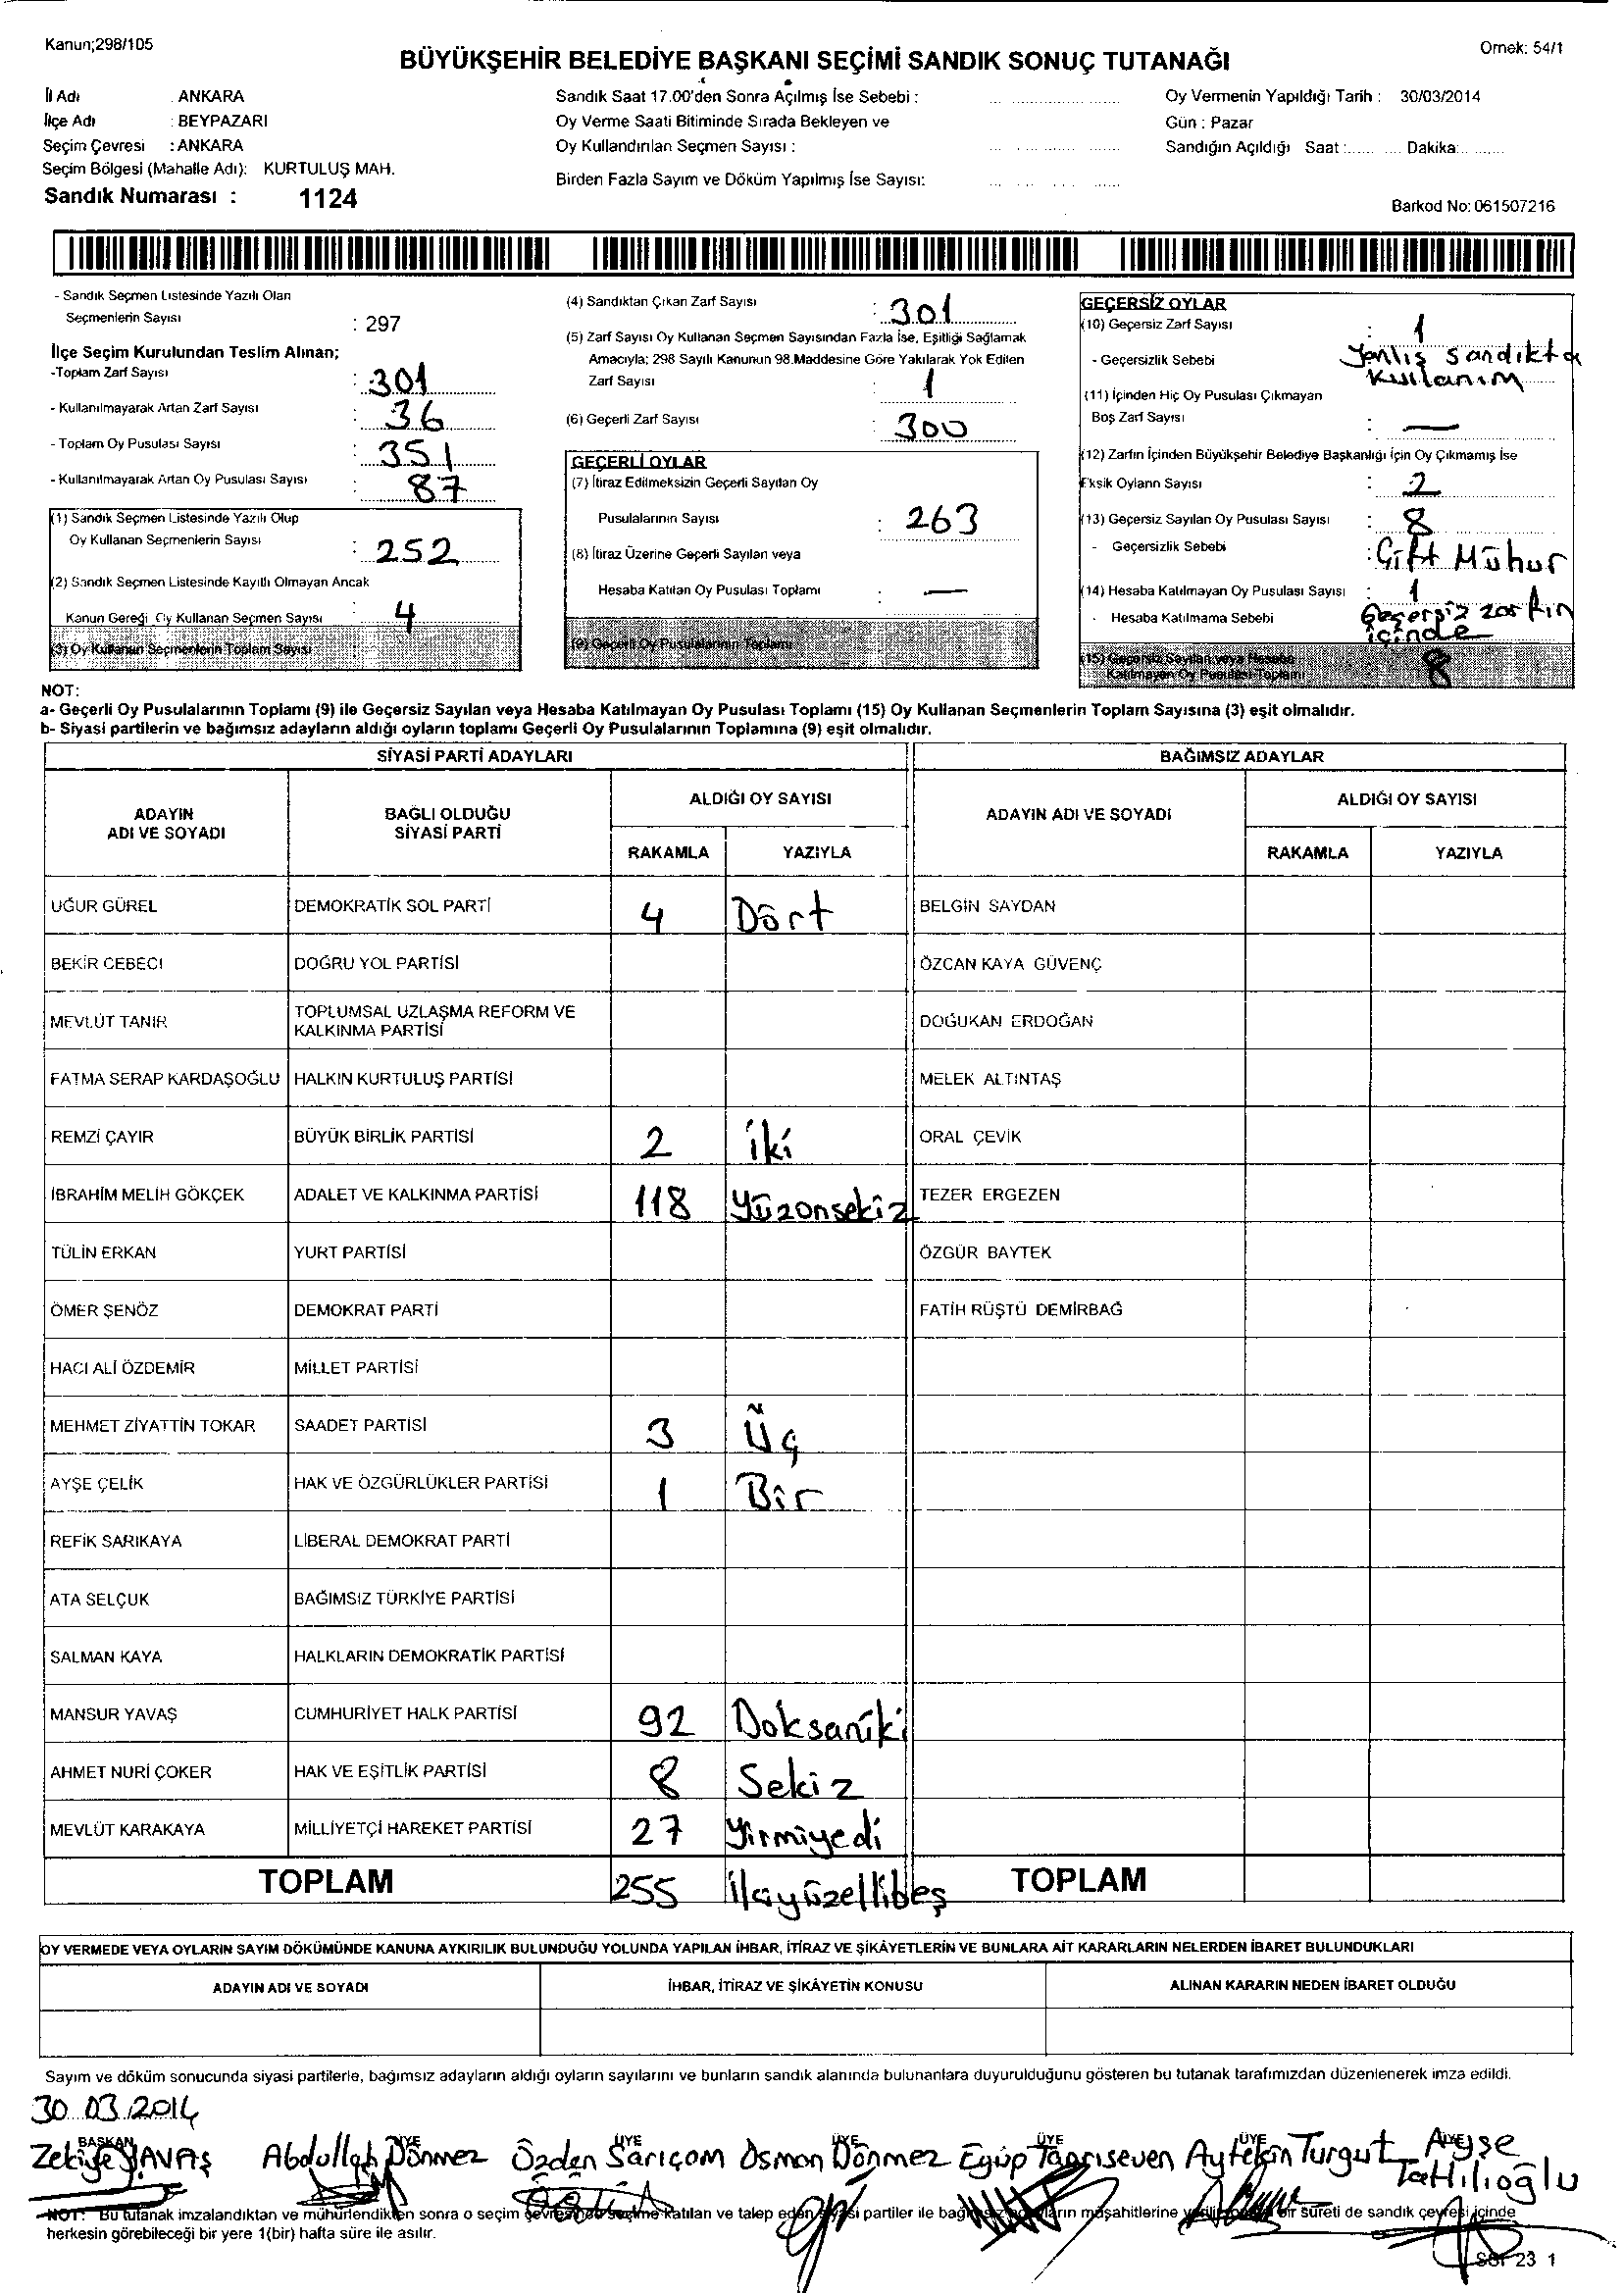 Kanun;298/105
Örnek: 54/1
BÜYÜKŞEHİR BELEDİYE BAŞKANI SEÇİMİ SANDIK SONUÇ TUTANAĞI
İl Adı : ANKARA
İlçe Adı : BEYPAZARI
Seçim Çevresi : ANKARA
Seçim Bölgesi (Mahalle Adı): KURTULUŞ MAH.
Sandık Numarası : 1124
Sandık Saat 17.00'den Sonra Açılmış İse Sebebi :
Oy Verme Saati Bitiminde Sırada Bekleyen ve
Oy Kullandırılan Seçmen Sayısı :
Birden Fazla Sayım ve Döküm Yapılmış İse Sayısı:
Oy Vermenin Yapıldığı Tarih : 30/03/2014
Gün : Pazar
Sandığın Açıldığı Saat :...... .... Dakika:.. .......
Barkod No: 061507216
- Sandık Seçmen Listesinde Yazılı Olan
Seçmenlerin Sayısı : 297
İlçe Seçim Kurulundan Teslim Alınan;
-Toplam Zarf Sayısı : 301
- Kullanılmayarak Artan Zarf Sayısı : 36
- Toplam Oy Pusulası Sayısı : 351
- Kullanılmayarak Artan Oy Pusulası Sayısı : 87
(1) Sandık Seçmen Listesinde Yazılı Olup
Oy Kullanan Seçmenlerin Sayısı : 252
(2) Sandık Seçmen Listesinde Kayıtlı Olmayan Ancak
Kanun Gereği Oy Kullanan Seçmen Sayısı : 4
(3) Oy Kullanan Seçmenlerin Toplam Sayısı
(4) Sandıktan Çıkan Zarf Sayısı : 301
(5) Zarf Sayısı Oy Kullanan Seçmen Sayısından Fazla İse, Eşitliği Sağlamak
Amacıyla; 298 Sayılı Kanunun 98.Maddesine Göre Yakılarak Yok Edilen
Zarf Sayısı : 1
(6) Geçerli Zarf Sayısı : 300
GEÇERLİ OYLAR
(7) İtiraz Edilmeksizin Geçerli Sayılan Oy
Pusulalarının Sayısı : 263
(8) İtiraz Üzerine Geçerli Sayılan veya
Hesaba Katılan Oy Pusulası Toplamı : —
(9) Geçerli Oy Pusulalarının Toplamı
GEÇERSİZ OYLAR
(10) Geçersiz Zarf Sayısı : 1
- Geçersizlik Sebebi Yanlış sandıkta
Kullanım
(11) İçinden Hiç Oy Pusulası Çıkmayan
Boş Zarf Sayısı : —
(12) Zarfın İçinden Büyükşehir Belediye Başkanlığı İçin Oy Çıkmamış İse
Eksik Oyların Sayısı : 2
(13) Geçersiz Sayılan Oy Pusulası Sayısı : 8
- Geçersizlik Sebebi : Çift Mühür
(14) Hesaba Katılmayan Oy Pusulası Sayısı : 1
- Hesaba Katılmama Sebebi Geçersiz zarfın
içinde
(15) Geçersiz Sayılan veya Hesaba
Katılmayan Oy Pusulası Toplamı 8
NOT:
a- Geçerli Oy Pusulalarının Toplamı (9) ile Geçersiz Sayılan veya Hesaba Katılmayan Oy Pusulası Toplamı (15) Oy Kullanan Seçmenlerin Toplam Sayısına (3) eşit olmalıdır.
b- Siyasi partilerin ve bağımsız adayların aldığı oyların toplamı Geçerli Oy Pusulalarının Toplamına (9) eşit olmalıdır.
SİYASİ PARTİ ADAYLARI BAĞIMSIZ ADAYLAR
ADAYIN ADI VE SOYADI BAĞLI OLDUĞU SİYASİ PARTİ ALDIĞI OY SAYISI ADAYIN ADI VE SOYADI ALDIĞI OY SAYISI
RAKAMLA YAZIYLA RAKAMLA YAZIYLA
UĞUR GÜREL DEMOKRATİK SOL PARTİ 4 Dört BELGİN SAYDAN
BEKİR CEBECİ DOĞRU YOL PARTİSİ ÖZCAN KAYA GÜVENÇ
MEVLÜT TANIR TOPLUMSAL UZLAŞMA REFORM VE KALKINMA PARTİSİ DOĞUKAN ERDOĞAN
FATMA SERAP KARDAŞOĞLU HALKIN KURTULUŞ PARTİSİ MELEK ALTINTAŞ
REMZİ ÇAYIR BÜYÜK BİRLİK PARTİSİ 2 iki ORAL ÇEVİK
İBRAHİM MELİH GÖKÇEK ADALET VE KALKINMA PARTİSİ 118 Yüzonsekiz TEZER ERGEZEN
TÜLİN ERKAN YURT PARTİSİ ÖZGÜR BAYTEK
ÖMER ŞENÖZ DEMOKRAT PARTİ FATİH RÜŞTÜ DEMİRBAĞ
HACI ALİ ÖZDEMİR MİLLET PARTİSİ
MEHMET ZİYATTİN TOKAR SAADET PARTİSİ 3 Üç
AYŞE ÇELİK HAK VE ÖZGÜRLÜKLER PARTİSİ 1 Bir
REFİK SARIKAYA LİBERAL DEMOKRAT PARTİ
ATA SELÇUK BAĞIMSIZ TÜRKİYE PARTİSİ
SALMAN KAYA HALKLARIN DEMOKRATİK PARTİSİ
MANSUR YAVAŞ CUMHURİYET HALK PARTİSİ 92 Doksaniki
AHMET NURİ ÇOKER HAK VE EŞİTLİK PARTİSİ 8 Sekiz
MEVLÜT KARAKAYA MİLLİYETÇİ HAREKET PARTİSİ 27 Yirmiyedi
TOPLAM 255 ikiyüzellibeş TOPLAM
OY VERMEDE VEYA OYLARIN SAYIM DÖKÜMÜNDE KANUNA AYKIRILIK BULUNDUĞU YOLUNDA YAPILAN İHBAR, İTİRAZ VE ŞİKÂYETLERİN VE BUNLARA AİT KARARLARIN NELERDEN İBARET BULUNDUKLARI
ADAYIN ADI VE SOYADI İHBAR, İTİRAZ VE ŞİKÂYETİN KONUSU ALINAN KARARIN NEDEN İBARET OLDUĞU
Sayım ve döküm sonucunda siyasi partilerle, bağımsız adayların aldığı oyların sayılarını ve bunların sandık alanında bulunanlara duyurulduğunu gösteren bu tutanak tarafımızdan düzenlenerek imza edildi.
30 03 2014
BAŞKAN ÜYE ÜYE ÜYE ÜYE ÜYE ÜYE
Zekiye YAVAŞ Abdullah Dönmez Özden Sarıçam Osman Dönmez Eyüp Tanrıseven Aytekin Turgut Ayşe Tatlılıoğlu
NOT: Bu tutanak imzalandıktan ve mühürlendikten sonra o seçim çevresinde seçime katılan ve talep eden siyasi partiler ile bağımsız adayların müşahitlerine bir sureti de sandık çevresi içinde
herkesin görebileceği bir yere 1(bir) hafta süre ile asılır.
23 1